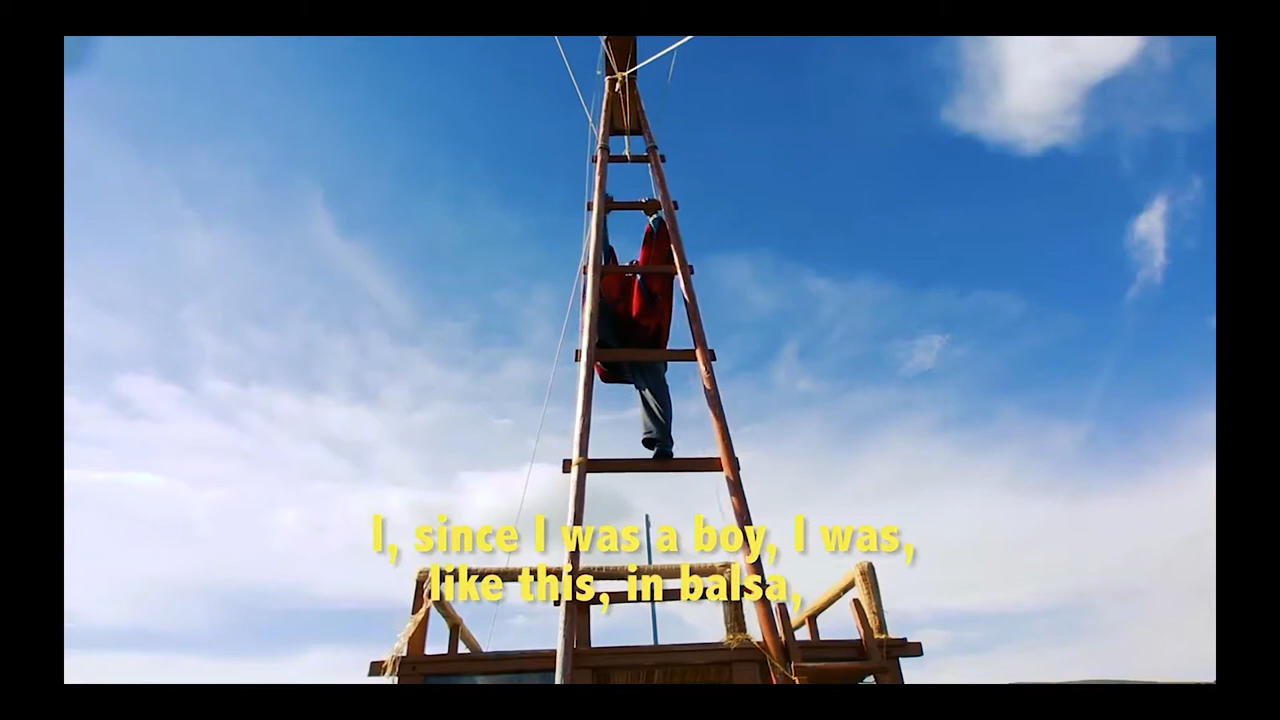 I, since I was a boy, I was,
like this, in balsa,